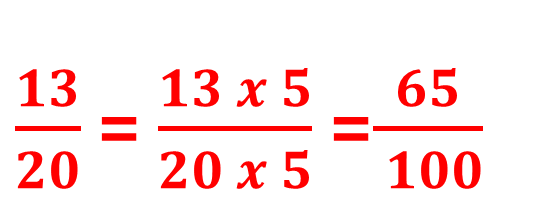 13/20 = 13 x 5/20 x 5 = 65/100